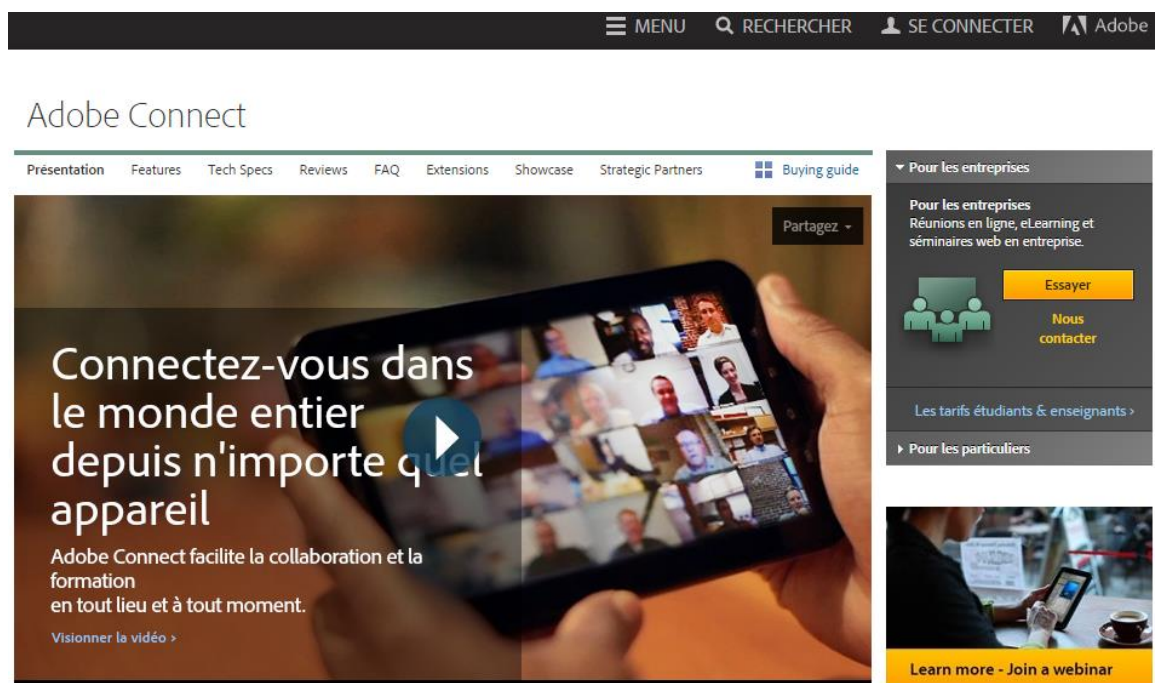 MENU RECHERCHER SE CONNECTER Adobe
Adobe Connect
Présentation Features Tech Specs Reviews FAQ Extensions Showcase Strategic Partners Buying guide
Partagez
Connectez-vous dans
le monde entier
depuis n'importe quel
appareil
Adobe Connect facilite la collaboration et la
formation
en tout lieu et à tout moment.
Visionner la vidéo ›
Pour les entreprises
Pour les entreprises
Réunions en ligne, eLearning et
séminaires web en entreprise.
Essayer
Nous
contacter
Les tarifs étudiants & enseignants ›
Pour les particuliers
Learn more - Join a webinar